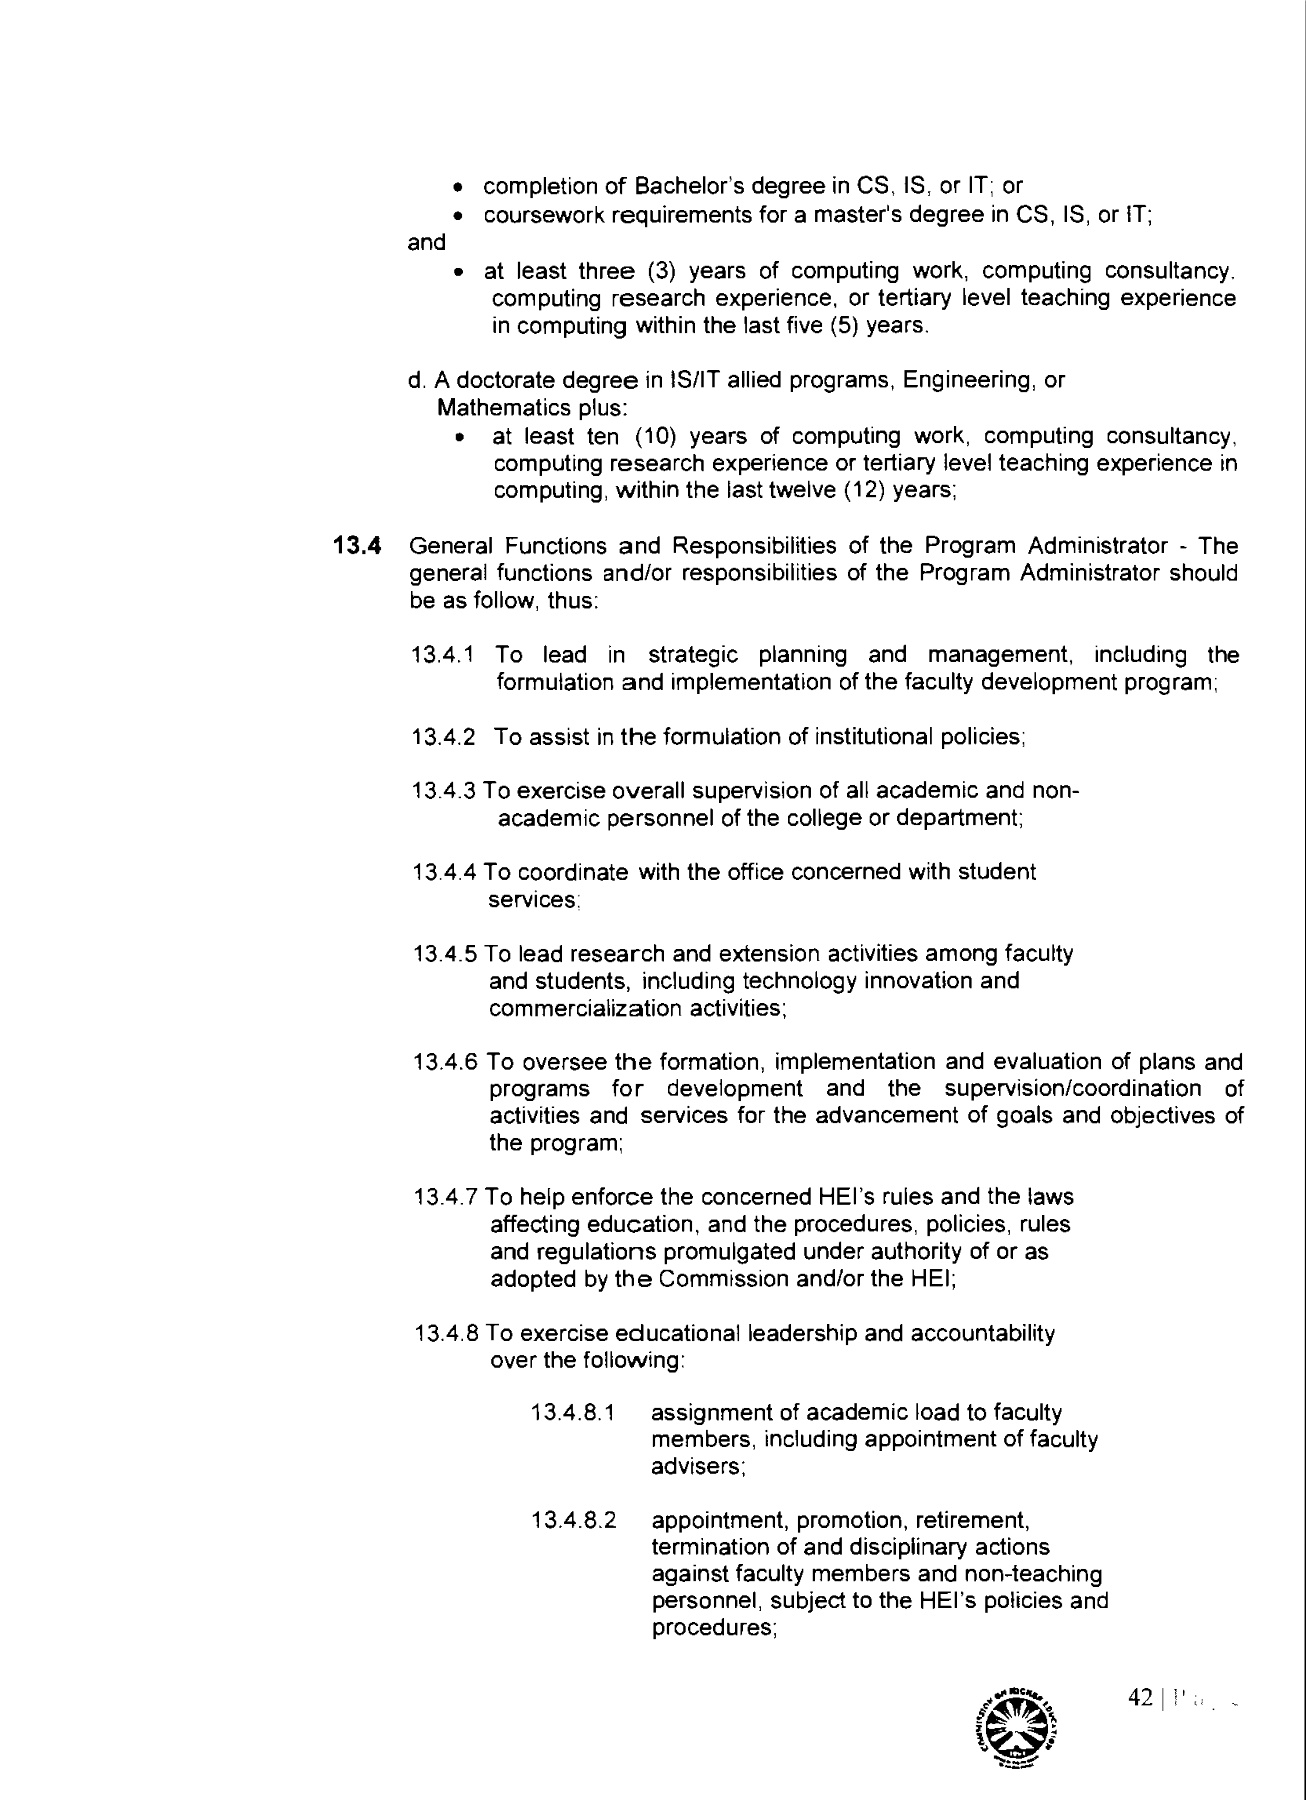 • completion of Bachelor's degree in CS, IS, or IT; or
• coursework requirements for a master's degree in CS, IS, or IT;
and
• at least three (3) years of computing work, computing consultancy.
computing research experience, or tertiary level teaching experience
in computing within the last five (5) years.
d. A doctorate degree in IS/IT allied programs, Engineering, or
Mathematics plus:
• at least ten (10) years of computing work, computing consultancy,
computing research experience or tertiary level teaching experience in
computing, within the last twelve (12) years;
13.4 General Functions and Responsibilities of the Program Administrator - The
general functions and/or responsibilities of the Program Administrator should
be as follow, thus:
13.4.1 To lead in strategic planning and management, including the
formulation and implementation of the faculty development program;
13.4.2 To assist in the formulation of institutional policies;
13.4.3 To exercise overall supervision of all academic and non-
academic personnel of the college or department;
13.4.4 To coordinate with the office concerned with student
services;
13.4.5 To lead research and extension activities among faculty
and students, including technology innovation and
commercialization activities;
13.4.6 To oversee the formation, implementation and evaluation of plans and
programs for development and the supervision/coordination of
activities and services for the advancement of goals and objectives of
the program;
13.4.7 To help enforce the concerned HEI's rules and the laws
affecting education, and the procedures, policies, rules
and regulations promulgated under authority of or as
adopted by the Commission and/or the HEI;
13.4.8 To exercise educational leadership and accountability
over the following:
13.4.8.1 assignment of academic load to faculty
members, including appointment of faculty
advisers;
13.4.8.2 appointment, promotion, retirement,
termination of and disciplinary actions
against faculty members and non-teaching
personnel, subject to the HEI's policies and
procedures;
COMMISSION ON HIGHER EDUCATION
42 |